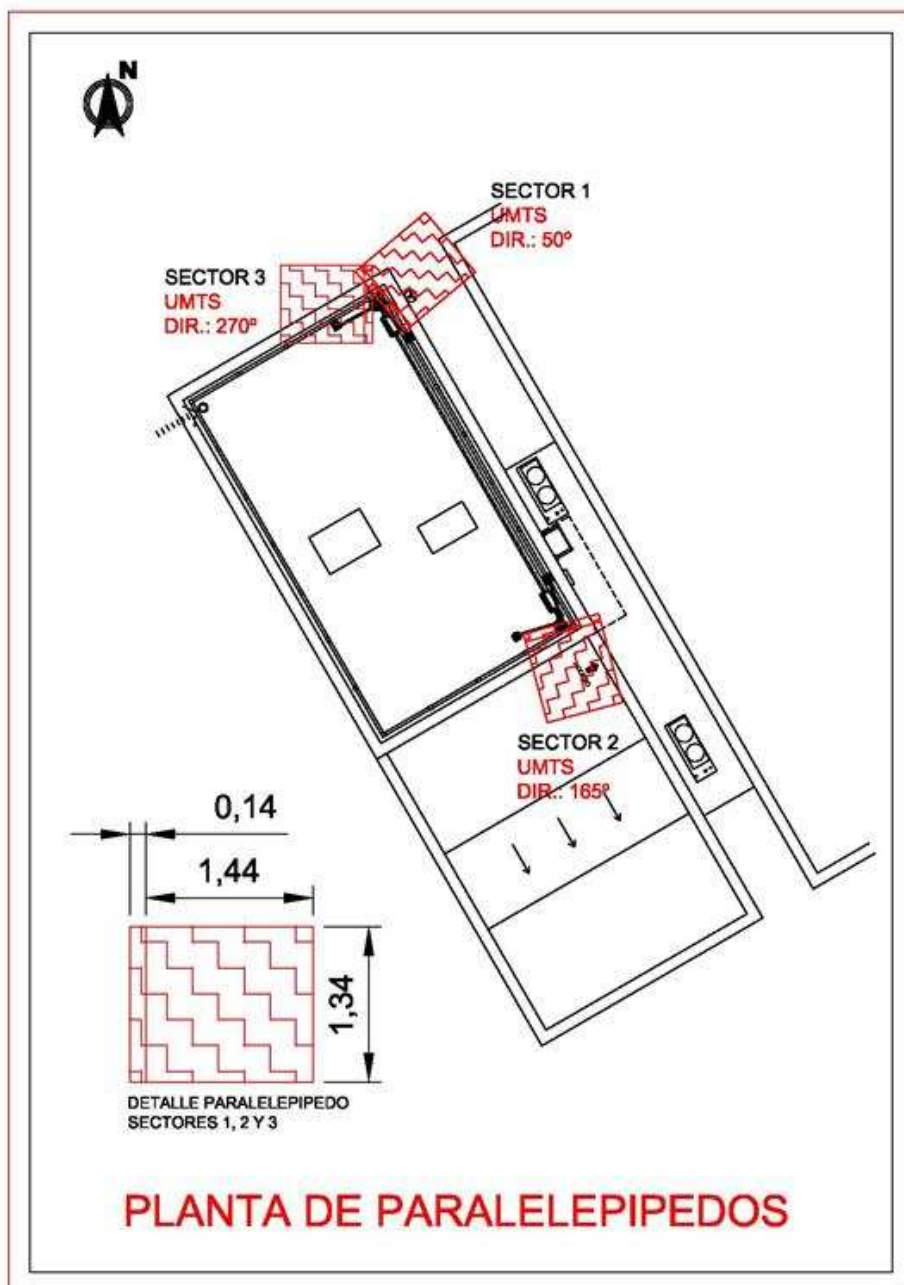 N
SECTOR 1
UMTS
DIR.: 50º
SECTOR 3
UMTS
DIR.: 270º
SECTOR 2
UMTS
DIR.: 165º
0,14
1,44
1,34
DETALLE PARALELEPIPEDO
SECTORES 1, 2 Y 3
PLANTA DE PARALELEPIPEDOS